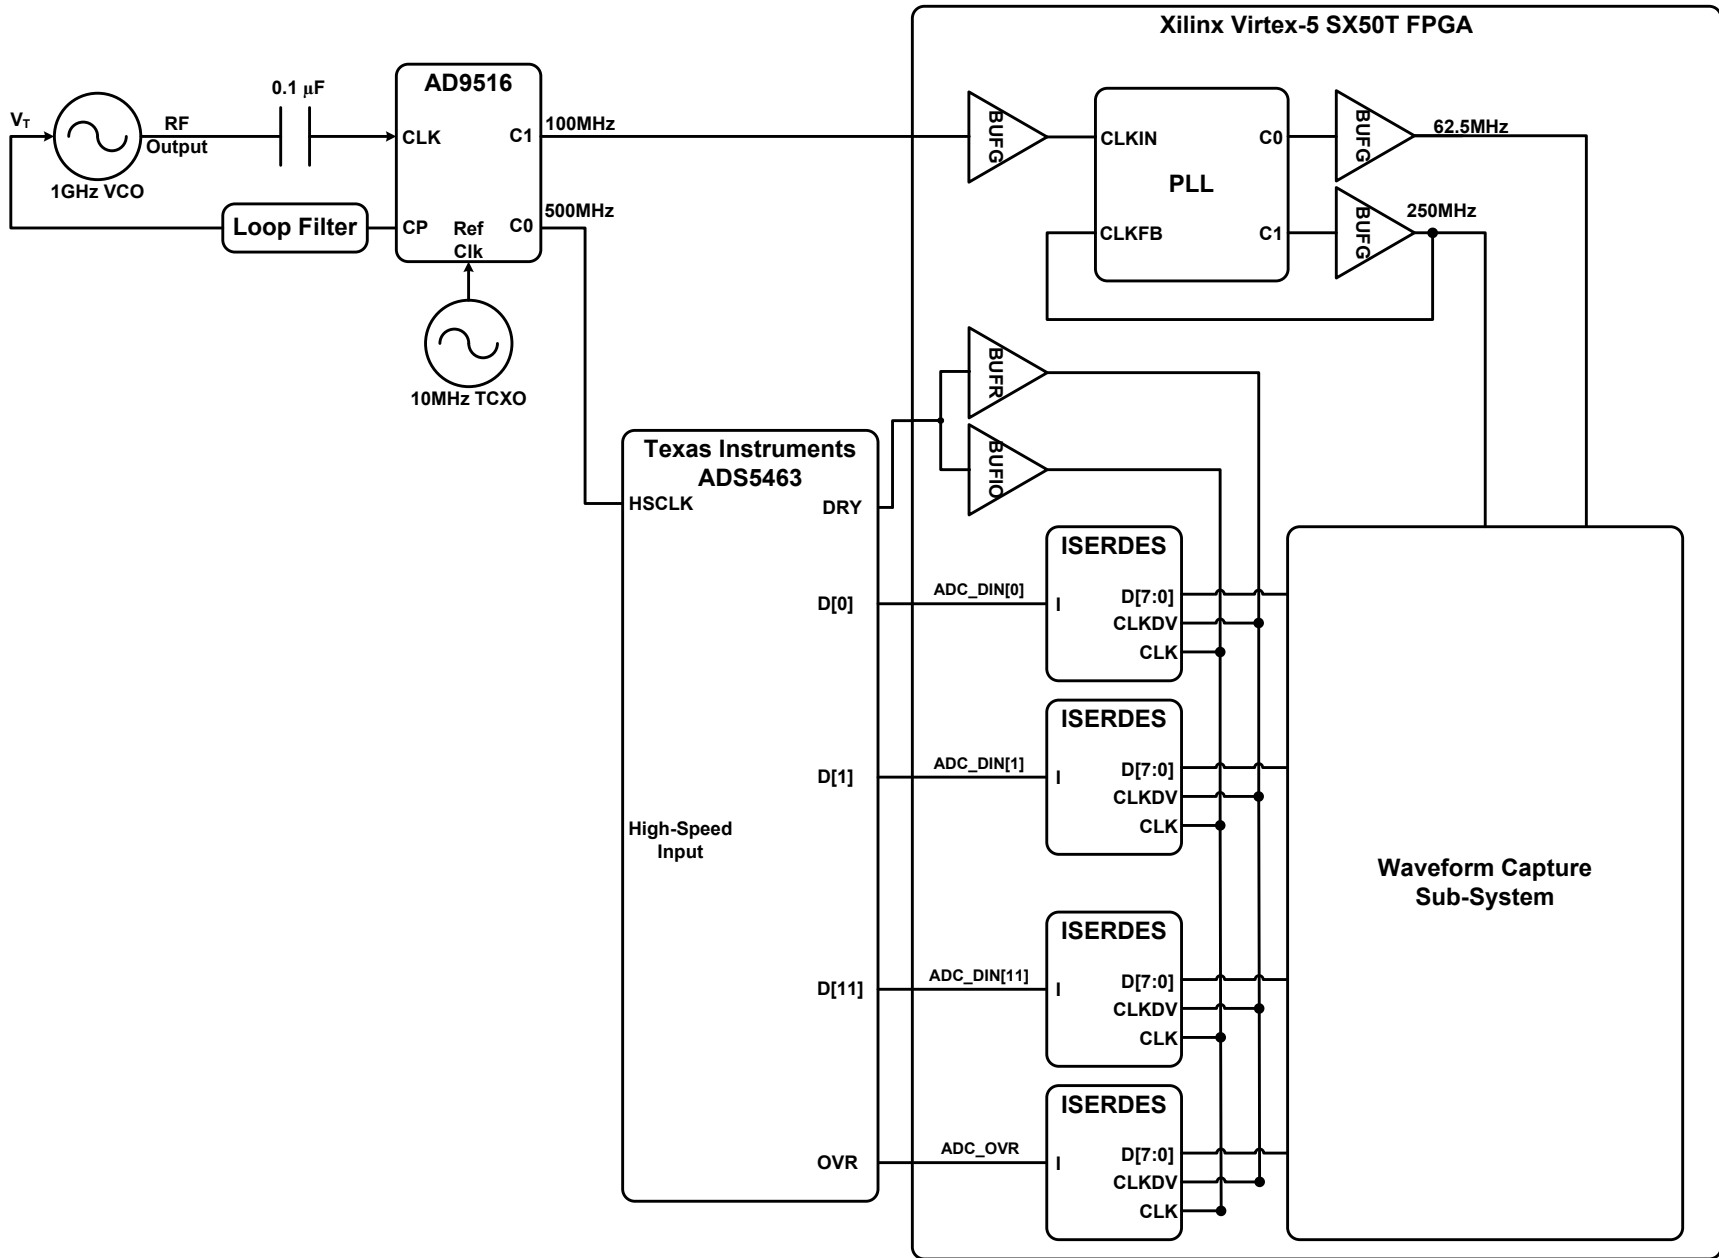 Xilinx Virtex-5 SX50T FPGA
AD9516
0.1 μF
VT
RF
Output
1GHz VCO
CLK
C1
100MHz
CP
Ref
Clk
C0
500MHz
Loop Filter
10MHz TCXO
BUFG
CLKIN
C0
PLL
CLKFB
C1
BUFG
62.5MHz
BUFG
250MHz
BUFR
BUFIO
Texas Instruments
ADS5463
HSCLK
DRY
D[0]
D[1]
High-Speed
Input
D[11]
OVR
ADC_DIN[0]
ISERDES
I
D[7:0]
CLKDV
CLK
ADC_DIN[1]
ISERDES
I
D[7:0]
CLKDV
CLK
ADC_DIN[11]
ISERDES
I
D[7:0]
CLKDV
CLK
ADC_OVR
ISERDES
I
D[7:0]
CLKDV
CLK
Waveform Capture
Sub-System